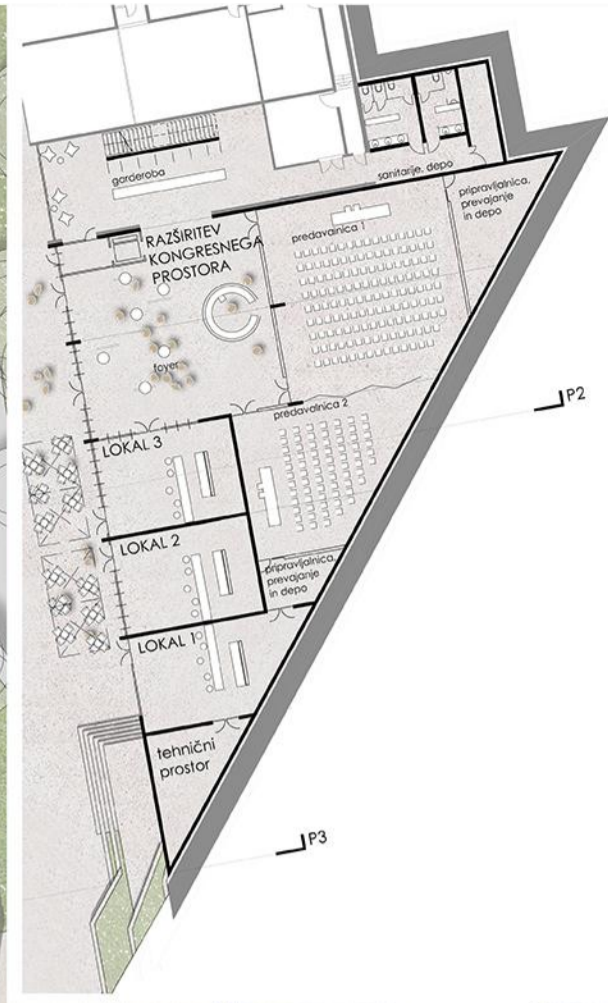 garderoba
sanitarije, depo
pripravljalnica,
prevajanje
in depo
RAZŠIRITEV
KONGRESNEGA
PROSTORA
predavalnica 1
foyer
P2
predavalnica 2
LOKAL 3
LOKAL 2
pripravljalnica,
prevajanje
in depo
LOKAL 1
tehnični
prostor
P3